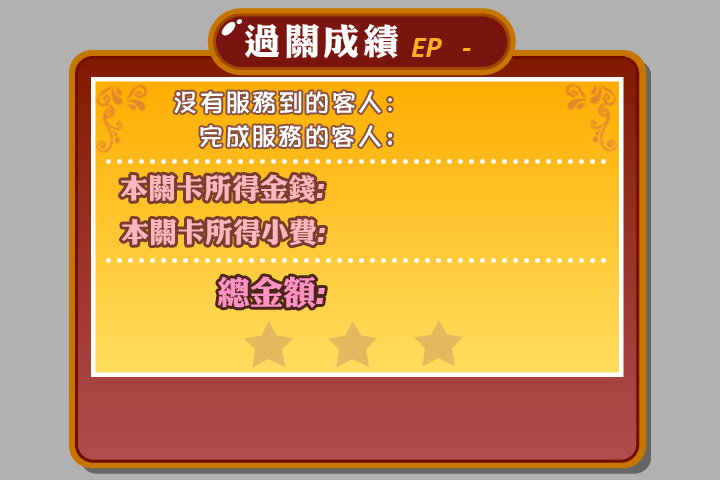 過關成績 EP -
沒有服務到的客人:
完成服務的客人:
本關卡所得金錢:
本關卡所得小費:
總金額: